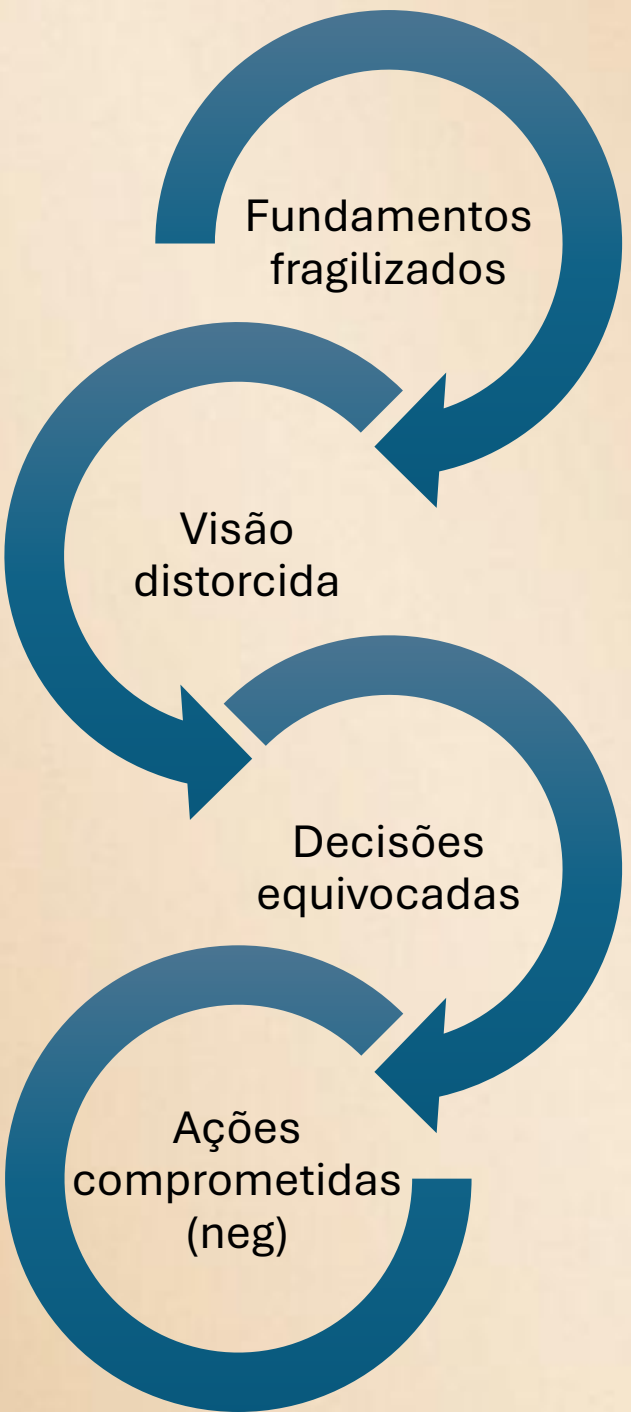 Fundamentos
fragilizados
Visão
distorcida
Decisões
equivocadas
Ações
comprometidas
(neg)